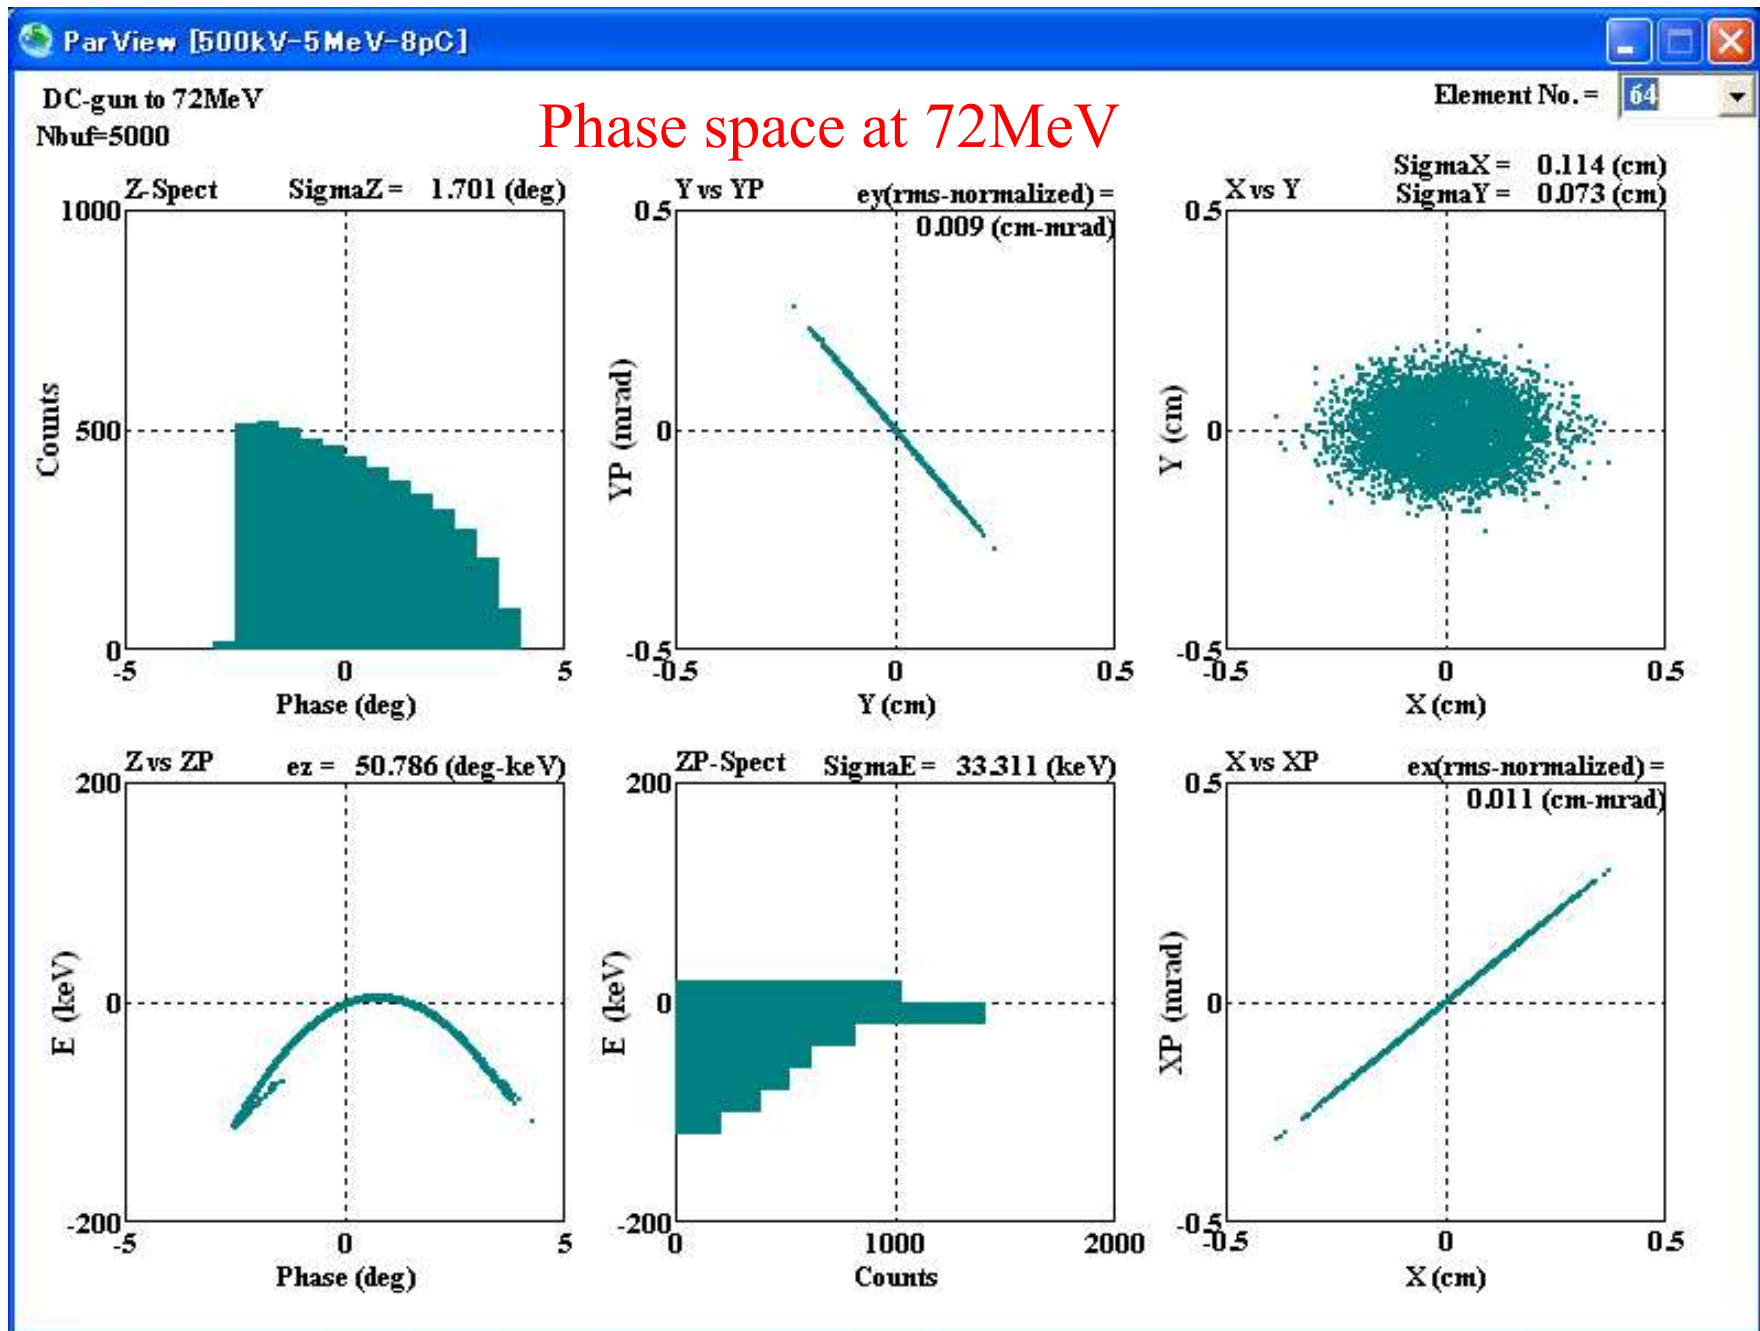 ParView [500kV-5MeV-8pC]
DC-gun to 72MeV
Nbuf=5000
Phase space at 72MeV
Element No. = 64
Z-Spect SigmaZ = 1.701 (deg)
1000
500
0
-5 0 5
Counts
Phase (deg)
Y vs YP ey(rms-normalized) =
0.009 (cm-mrad)
0.5
0
-0.5
-0.5 0 0.5
YP (mrad)
Y (cm)
SigmaX = 0.114 (cm)
X vs Y SigmaY = 0.073 (cm)
0.5
0
-0.5
-0.5 0 0.5
Y (cm)
X (cm)
Z vs ZP ez = 50.786 (deg-keV)
200
0
-200
-5 0 5
E (keV)
Phase (deg)
ZP-Spect SigmaE = 33.311 (keV)
200
0
-200
0 1000 2000
E (keV)
Counts
X vs XP ex(rms-normalized) =
0.011 (cm-mrad)
0.5
0
-0.5
-0.5 0 0.5
XP (mrad)
X (cm)